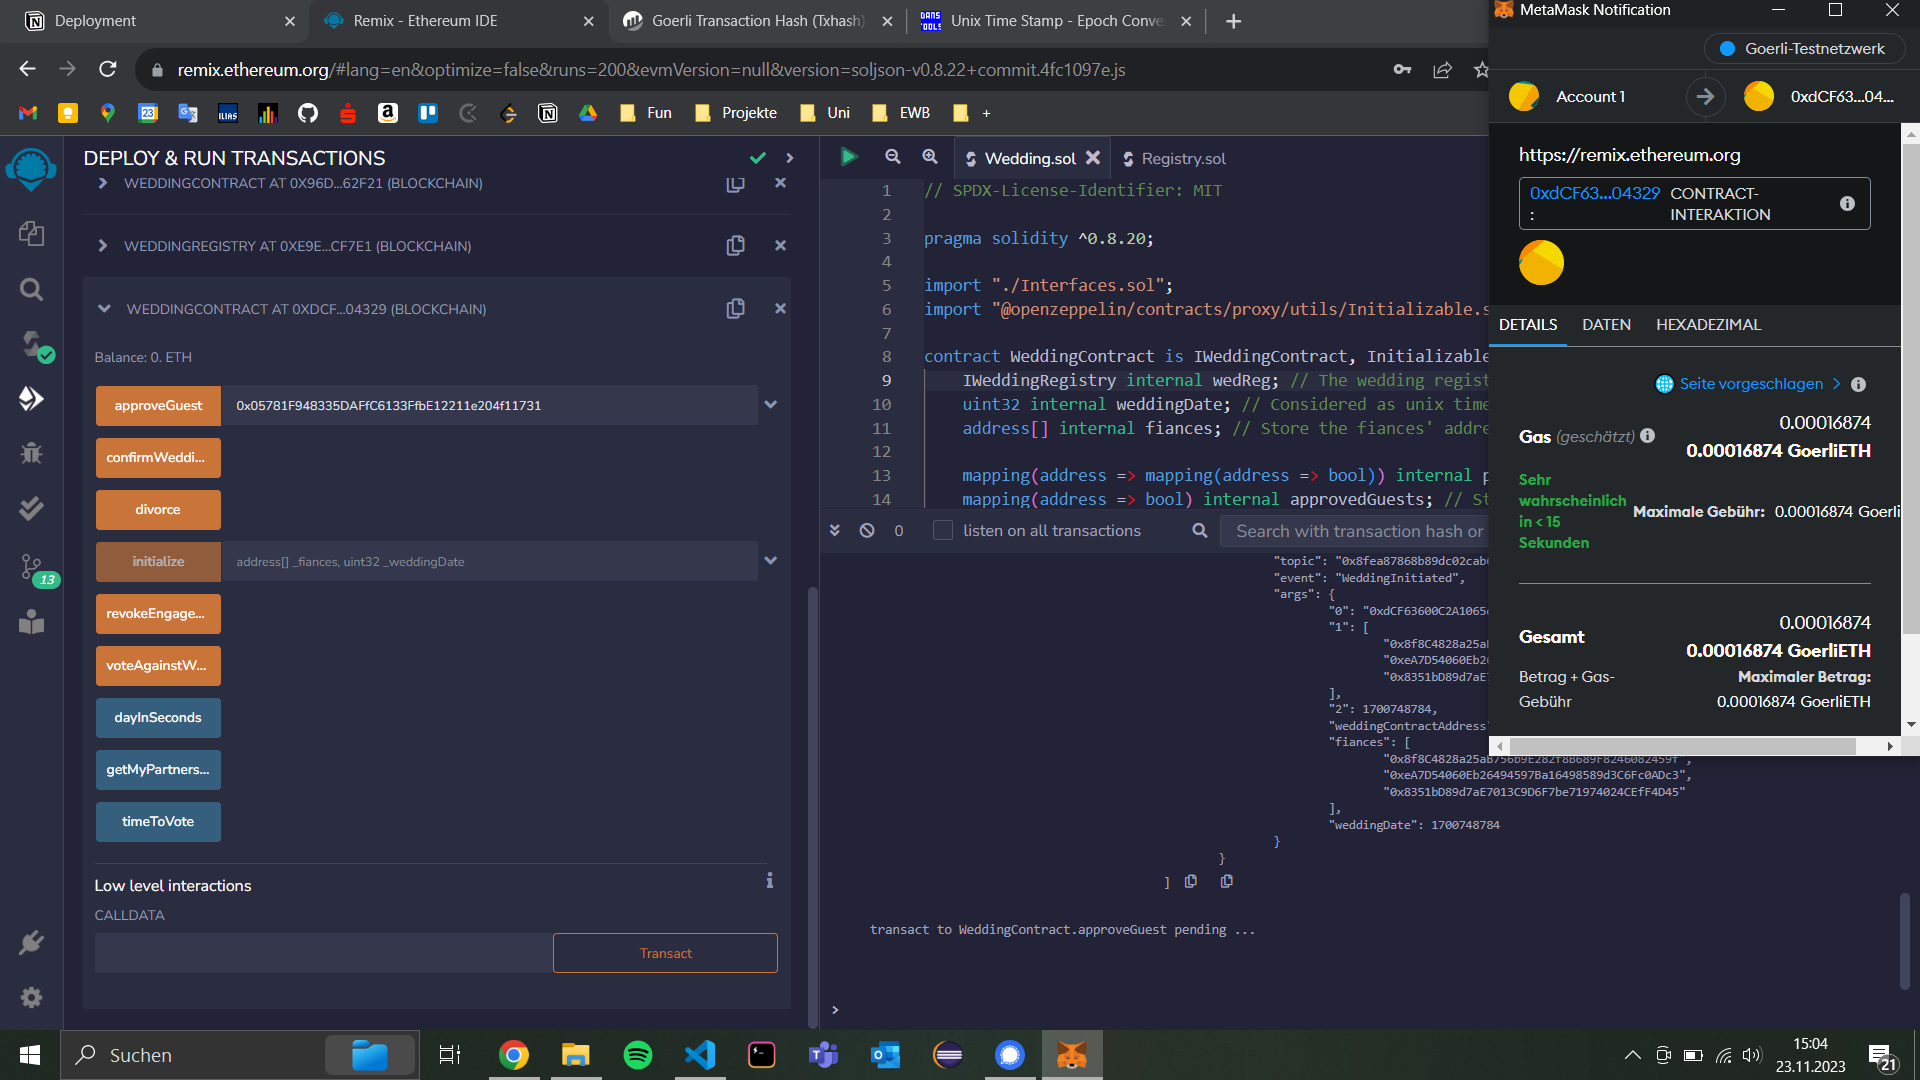 Deployment
Remix - Ethereum IDE
Goerli Transaction Hash (Txhash)
Unix Time Stamp - Epoch Conve
MetaMask Notification
Goerli-Testnetzwerk
remix.ethereum.org/#lang=en&optimize=false&runs=200&evmVersion=null&version=soljson-v0.8.22+commit.4fc1097e.js
Fun
Projekte
Uni
EWB
+
Account 1
0xdCF63...04...
https://remix.ethereum.org
0xdCF63...04329
:
CONTRACT-
INTERAKTION
DETAILS
DATEN
HEXADEZIMAL
Seite vorgeschlagen >
Gas (geschätzt)
0.00016874
0.00016874 GoerliETH
Sehr
wahrscheinlich
in < 15
Sekunden
Maximale Gebühr: 0.00016874 Goerli
Gesamt
0.00016874
0.00016874 GoerliETH
Betrag + Gas-
Gebühr
Maximaler Betrag:
0.00016874 GoerliETH
DEPLOY & RUN TRANSACTIONS
WEDDINGCONTRACT AT 0X96D...62F21 (BLOCKCHAIN)
WEDDINGREGISTRY AT 0XE9E...CF7E1 (BLOCKCHAIN)
WEDDINGCONTRACT AT 0XDCF...04329 (BLOCKCHAIN)
Balance: 0. ETH
approveGuest 0x05781F948335DAFfC6133FfbE12211e204f11731
confirmWeddi...
divorce
initialize address[] _fiances, uint32 _weddingDate
revokeEngage...
voteAgainstW...
dayInSeconds
getMyPartners...
timeToVote
Low level interactions
CALLDATA
Transact
13
Wedding.sol
Registry.sol
1 // SPDX-License-Identifier: MIT
2
3 pragma solidity ^0.8.20;
4
5 import "./Interfaces.sol";
6 import "@openzeppelin/contracts/proxy/utils/Initializable.s
7
8 contract WeddingContract is IWeddingContract, Initializable
9 IWeddingRegistry internal wedReg; // The wedding regist
10 uint32 internal weddingDate; // Considered as unix time
11 address[] internal fiances; // Store the fiances' addre
12
13 mapping(address => mapping(address => bool)) internal p
14 mapping(address => bool) internal approvedGuests; // St
0
listen on all transactions
Search with transaction hash or
"topic": "0x8fea87868b89dc02cab
"event": "WeddingInitiated",
"args": {
"0": "0xdCF63600C2A1065
"1": [
"0x8f8C4828a25a
"0xeA7D54060Eb26
"0x8351bD89d7aE7
],
"2": 1700748784,
"weddingContractAddress
"fiances": [
"0x8f8C4828a25aB756b9E282f8B689F8246082459f",
"0xeA7D54060Eb26494597Ba16498589d3C6Fc0ADc3",
"0x8351bD89d7aE7013C9D6F7be71974024CEfF4D45"
],
"weddingDate": 1700748784
}
}
]
transact to WeddingContract.approveGuest pending ...
>
Suchen
15:04
23.11.2023
21